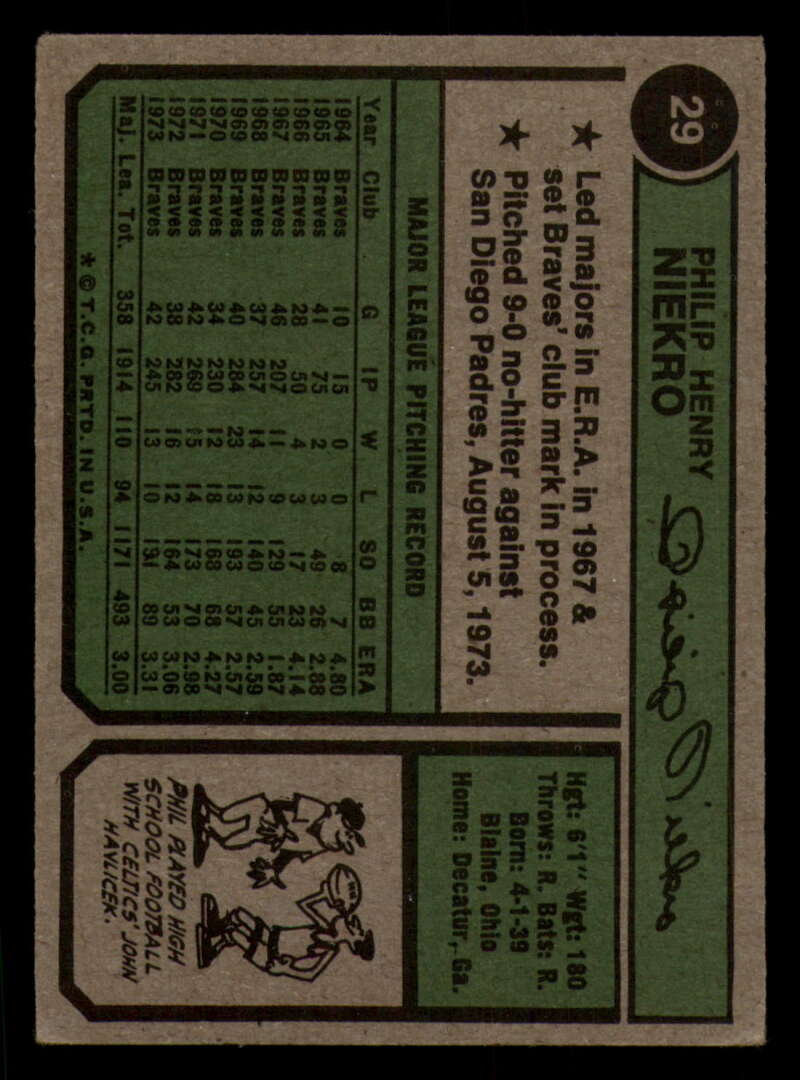 29
PHILIP HENRY
NIEKRO
Philip Niekro
★ Led majors in E.R.A. in 1967 &
set Braves' club mark in process.
★ Pitched 9-0 no-hitter against
San Diego Padres, August 5, 1973.
MAJOR LEAGUE PITCHING RECORD
Year Club G IP W L SO BB ERA
1964 Braves 10 15 0 0 8 7 4.80
1965 Braves 41 75 2 3 49 26 2.88
1966 Braves 28 50 4 3 17 23 4.14
1967 Braves 46 207 11 9 129 55 1.87
1968 Braves 37 257 14 12 140 45 2.59
1969 Braves 40 284 23 13 193 57 2.57
1970 Braves 34 230 12 18 168 68 4.27
1971 Braves 42 269 15 14 173 70 2.98
1972 Braves 38 282 16 12 164 53 3.06
1973 Braves 42 245 13 10 131 89 3.31
Maj. Lea. Tot. 358 1914 110 94 1171 493 3.00
* © T.C.G. PRTD. IN U.S.A.
Hgt: 6'1" Wgt: 180
Throws: R. Bats: R.
Born: 4-1-39
Blaine, Ohio
Home: Decatur, Ga.
PHIL PLAYED HIGH
SCHOOL FOOTBALL
WITH CELTICS' JOHN
HAVLICEK.